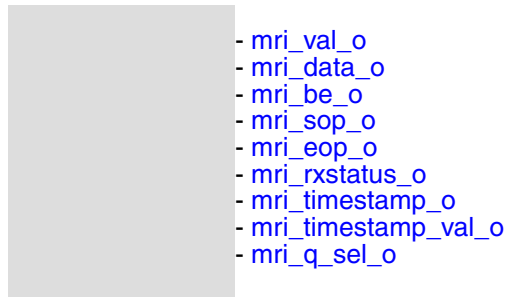 - mri_val_o
- mri_data_o
- mri_be_o
- mri_sop_o
- mri_eop_o
- mri_rxstatus_o
- mri_timestamp_o
- mri_timestamp_val_o
- mri_q_sel_o